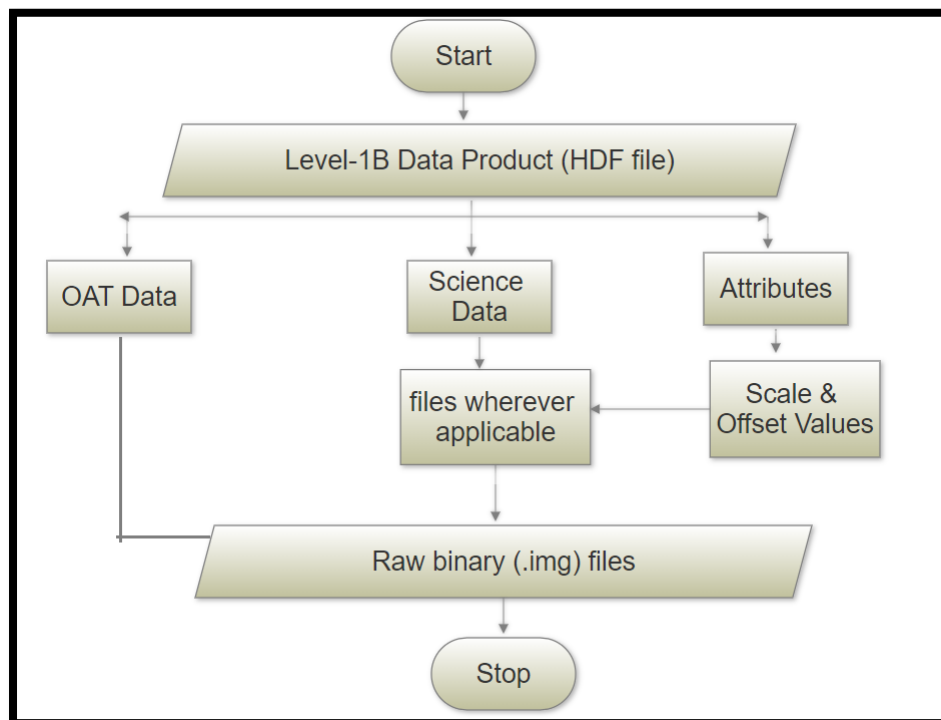 Start
Level-1B Data Product (HDF file)
OAT Data
Science
Data
Attributes
files wherever
applicable
Scale &
Offset Values
Raw binary (.img) files
Stop